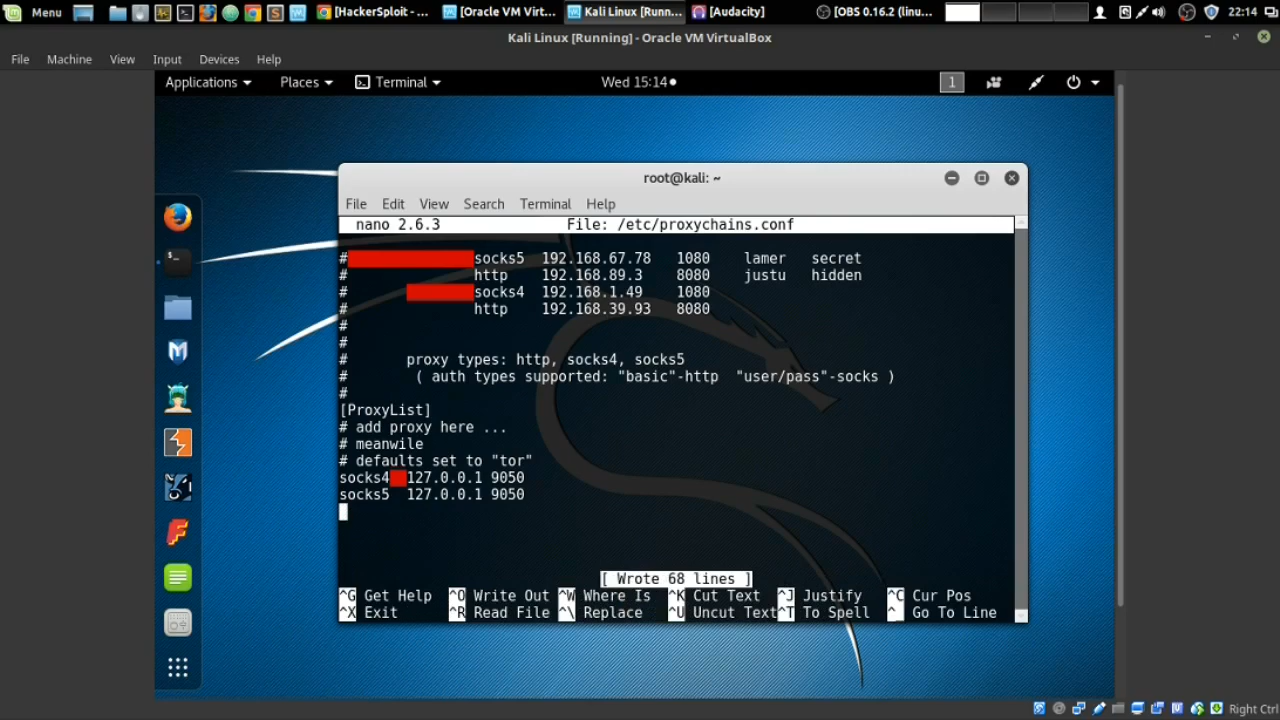 Menu [HackerSploit - ... [Oracle VM Virt... Kali Linux [Runn... [Audacity] [OBS 0.16.2 (linu... 22:14
Kali Linux [Running] - Oracle VM VirtualBox
File Machine View Input Devices Help
Applications Places Terminal Wed 15:14 1
root@kali: ~
File Edit View Search Terminal Help
nano 2.6.3 File: /etc/proxychains.conf
# socks5 192.168.67.78 1080 lamer secret
# http 192.168.89.3 8080 justu hidden
# socks4 192.168.1.49 1080
# http 192.168.39.93 8080
#
#
# proxy types: http, socks4, socks5
# ( auth types supported: "basic"-http "user/pass"-socks )
#
[ProxyList]
# add proxy here ...
# meanwile
# defaults set to "tor"
socks4 127.0.0.1 9050
socks5 127.0.0.1 9050
[ Wrote 68 lines ]
^G Get Help ^O Write Out ^W Where Is ^K Cut Text ^J Justify ^C Cur Pos
^X Exit ^R Read File ^\ Replace ^U Uncut Text ^T To Spell ^_ Go To Line
Right Ctrl